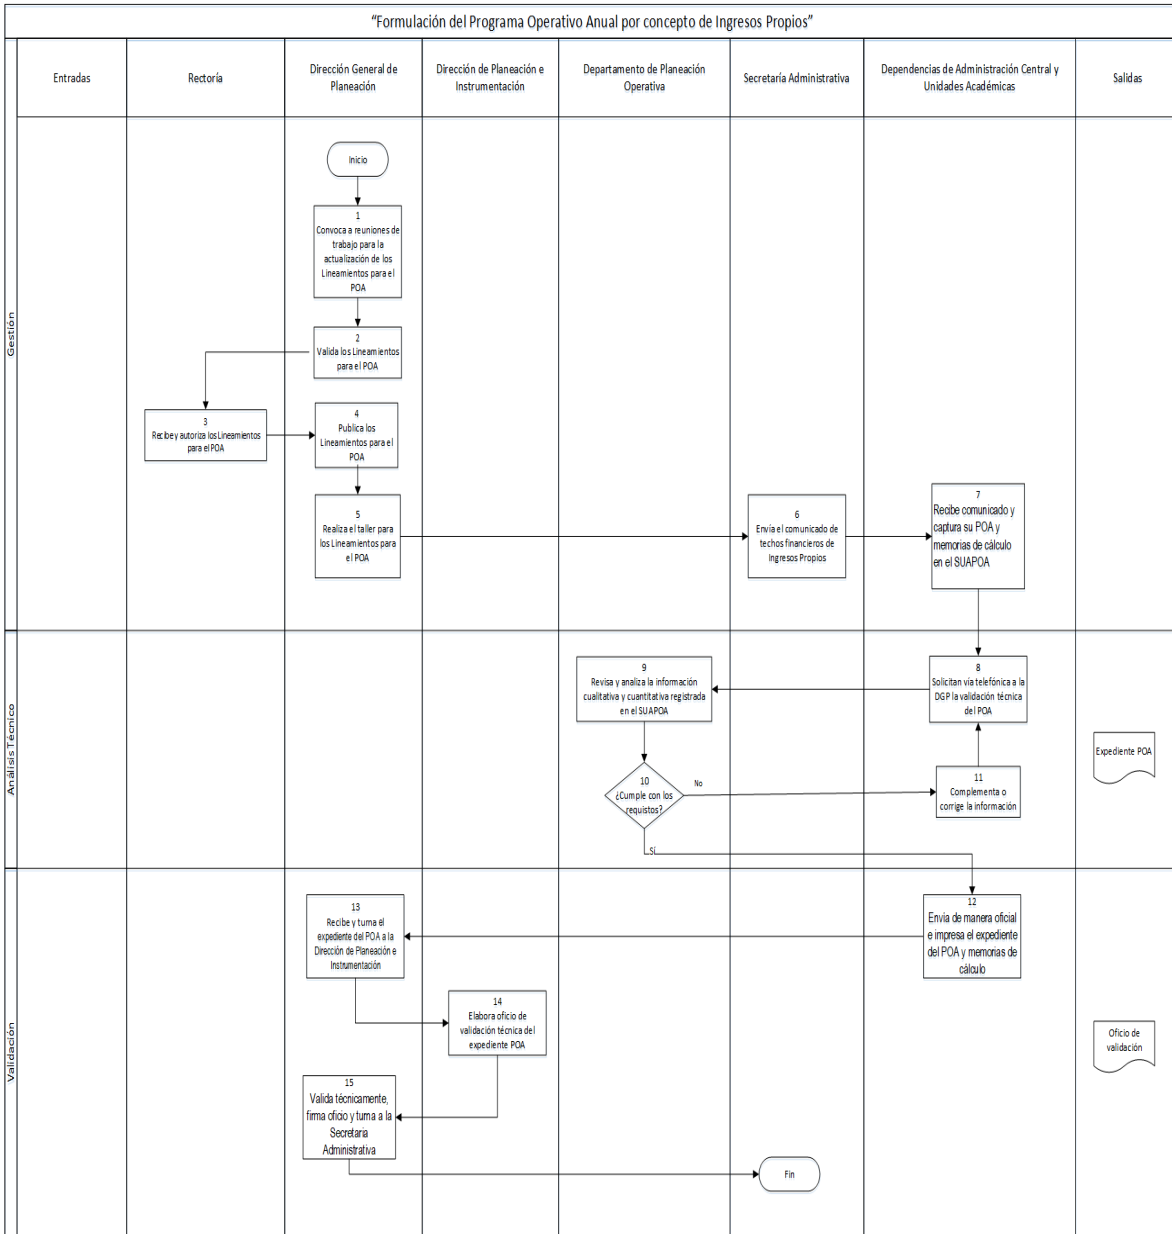 “Formulación del Programa Operativo Anual por concepto de Ingresos Propios”
Entradas
Rectoría
Dirección General de
Planeación
Dirección de Planeación e
Instrumentación
Departamento de Planeación
Operativa
Secretaría Administrativa
Dependencias de Administración Central y
Unidades Académicas
Salidas
Gestión
Inicio
1
Convoca a reuniones de
trabajo para la
actualización de los
Lineamientos para el
POA
2
Valida los Lineamientos
para el POA
3
Recibe y autoriza los Lineamientos
para el POA
4
Publica los
Lineamientos para el
POA
5
Realiza el taller para
los Lineamientos para
el POA
6
Envía el comunicado de
techos financieros de
Ingresos Propios
7
Recibe comunicado y
captura su POA y
memorias de cálculo
en el SUAPOA
Análisis Técnico
8
Solicitan vía telefónica a la
DGP la validación técnica
del POA
9
Revisa y analiza la información
cualitativa y cuantitativa registrada
en el SUAPOA
10
¿Cumple con los
requistos?
No
Sí
11
Complementa o
corrige la información
Expediente POA
Validación
12
Envía de manera oficial
e impresa el expediente
del POA y memorias de
cálculo
13
Recibe y turna el
expediente del POA a la
Dirección de Planeación e
Instrumentación
14
Elabora oficio de
validación técnica del
expediente POA
15
Valida técnicamente,
firma oficio y turna a la
Secretaria
Administrativa
Oficio de
validación
Fin